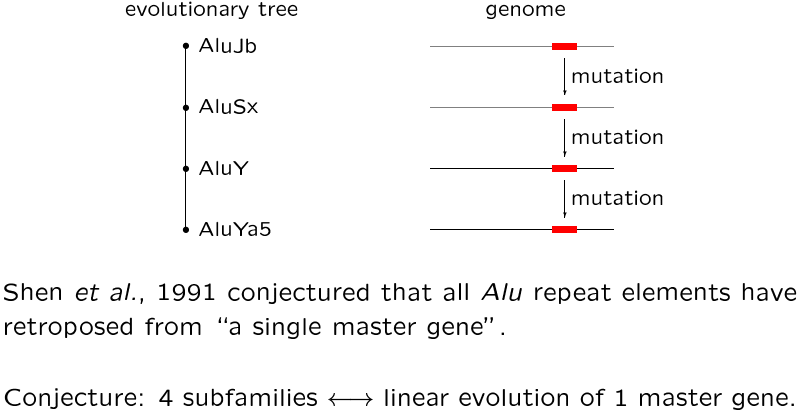 evolutionary tree genome
AluJb
mutation
AluSx
mutation
AluY
mutation
AluYa5
Shen et al., 1991 conjectured that all Alu repeat elements have
retroposed from “a single master gene”.
Conjecture: 4 subfamilies ⟷ linear evolution of 1 master gene.